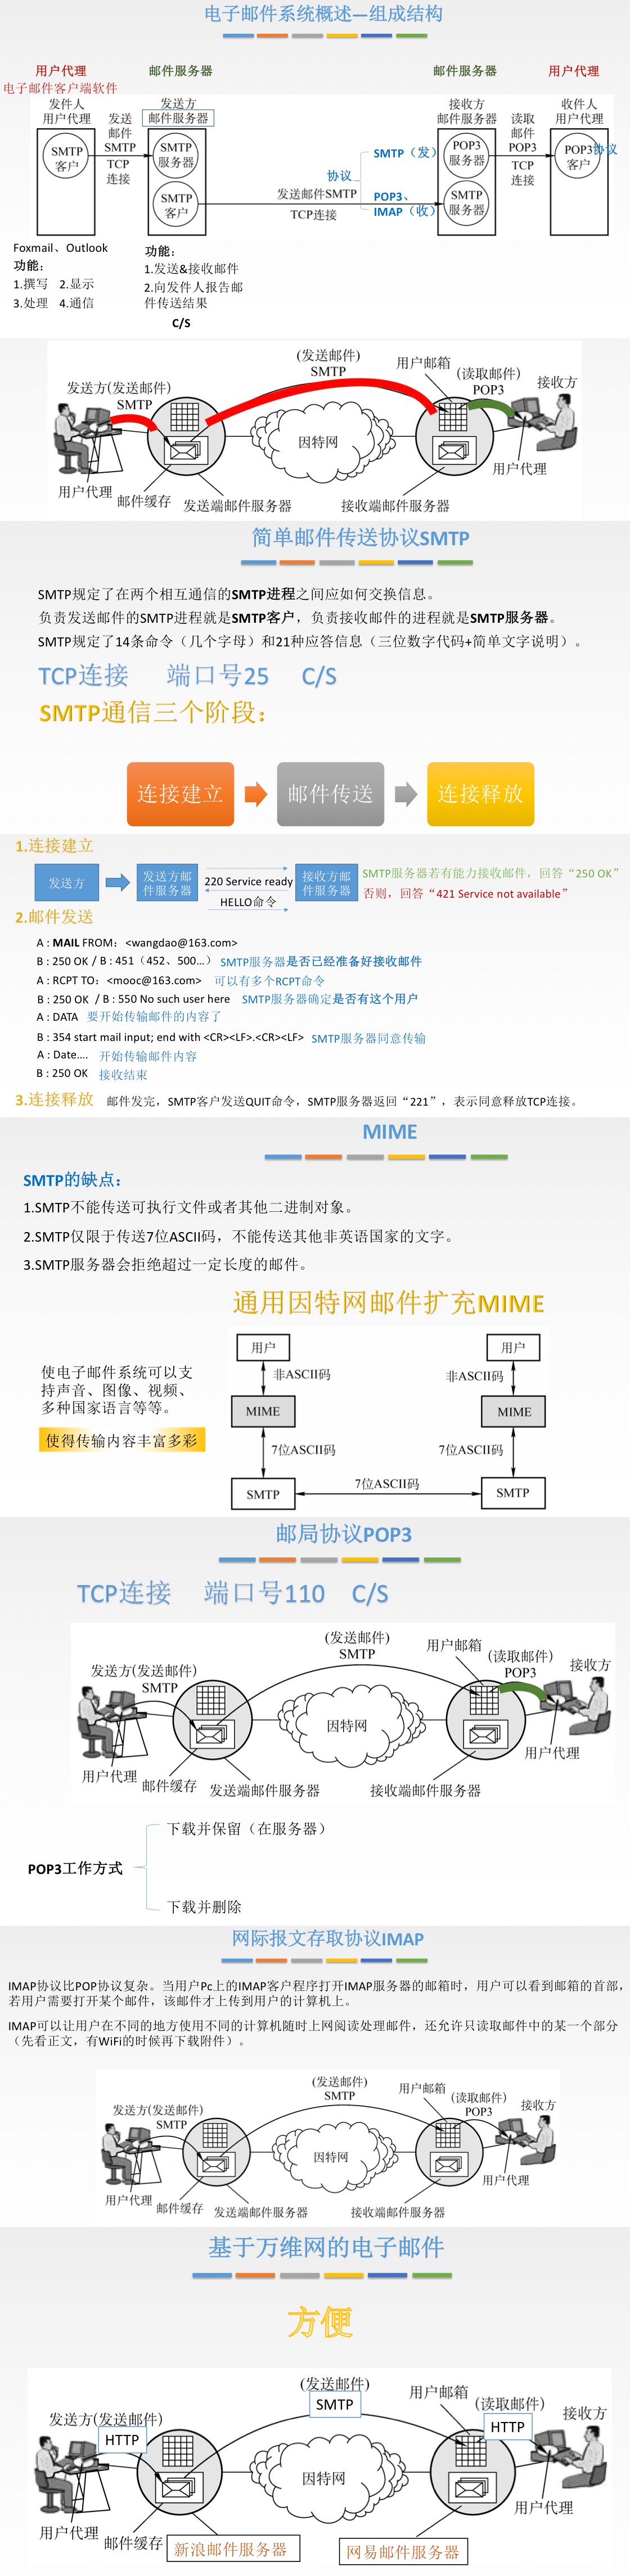 电子邮件系统概述—组成结构
用户代理
邮件服务器
邮件服务器
用户代理
电子邮件客户端软件
发件人
用户代理
发送
邮件
SMTP
TCP
连接
发送方
邮件服务器
接收方
邮件服务器
读取
邮件
POP3
TCP
连接
收件人
用户代理
SMTP
客户
SMTP
服务器
SMTP
客户
POP3
服务器
SMTP
服务器
POP3
客户
协议
协议
SMTP（发）
POP3、
IMAP（收）
发送邮件SMTP
TCP连接
Foxmail、Outlook
功能：
1.撰写 2.显示
3.处理 4.通信
功能：
1.发送&接收邮件
2.向发件人报告邮
件传送结果
C/S
(发送邮件)
SMTP
用户邮箱
(读取邮件)
POP3
接收方
发送方(发送邮件)
SMTP
因特网
用户代理
用户代理
邮件缓存
发送端邮件服务器
接收端邮件服务器
简单邮件传送协议SMTP
SMTP规定了在两个相互通信的SMTP进程之间应如何交换信息。
负责发送邮件的SMTP进程就是SMTP客户，负责接收邮件的进程就是SMTP服务器。
SMTP规定了14条命令（几个字母）和21种应答信息（三位数字代码+简单文字说明）。
TCP连接 端口号25 C/S
SMTP通信三个阶段：
连接建立
邮件传送
连接释放
1.连接建立
发送方
发送方邮
件服务器
220 Service ready
HELLO命令
接收方邮
件服务器
SMTP服务器若有能力接收邮件，回答“250 OK”
否则，回答“421 Service not available”
2.邮件发送
A : MAIL FROM：<wangdao@163.com>
B : 250 OK / B : 451（452、500…） SMTP服务器是否已经准备好接收邮件
A : RCPT TO：<mooc@163.com> 可以有多个RCPT命令
B : 250 OK / B : 550 No such user here SMTP服务器确定是否有这个用户
A : DATA 要开始传输邮件的内容了
B : 354 start mail input; end with <CR><LF>.<CR><LF> SMTP服务器同意传输
A : Date…. 开始传输邮件内容
B : 250 OK 接收结束
3.连接释放 邮件发完，SMTP客户发送QUIT命令，SMTP服务器返回“221”，表示同意释放TCP连接。
MIME
SMTP的缺点：
1.SMTP不能传送可执行文件或者其他二进制对象。
2.SMTP仅限于传送7位ASCII码，不能传送其他非英语国家的文字。
3.SMTP服务器会拒绝超过一定长度的邮件。
通用因特网邮件扩充MIME
使电子邮件系统可以支
持声音、图像、视频、
多种国家语言等等。
使得传输内容丰富多彩
用户
用户
非ASCII码
非ASCII码
MIME
MIME
7位ASCII码
7位ASCII码
SMTP
7位ASCII码
SMTP
邮局协议POP3
TCP连接 端口号110 C/S
(发送邮件)
SMTP
用户邮箱
(读取邮件)
POP3
接收方
发送方(发送邮件)
SMTP
因特网
用户代理
用户代理
邮件缓存
发送端邮件服务器
接收端邮件服务器
下载并保留（在服务器）
POP3工作方式
下载并删除
网际报文存取协议IMAP
IMAP协议比POP协议复杂。当用户Pc上的IMAP客户程序打开IMAP服务器的邮箱时，用户可以看到邮箱的首部，
若用户需要打开某个邮件，该邮件才上传到用户的计算机上。
IMAP可以让用户在不同的地方使用不同的计算机随时上网阅读处理邮件，还允许只读取邮件中的某一个部分
（先看正文，有WiFi的时候再下载附件）。
(发送邮件)
SMTP
用户邮箱
(读取邮件)
POP3
接收方
发送方(发送邮件)
SMTP
因特网
用户代理
用户代理
邮件缓存
发送端邮件服务器
接收端邮件服务器
基于万维网的电子邮件
方便
(发送邮件)
SMTP
用户邮箱
(读取邮件)
HTTP
接收方
发送方(发送邮件)
HTTP
因特网
用户代理
用户代理
邮件缓存
新浪邮件服务器
网易邮件服务器